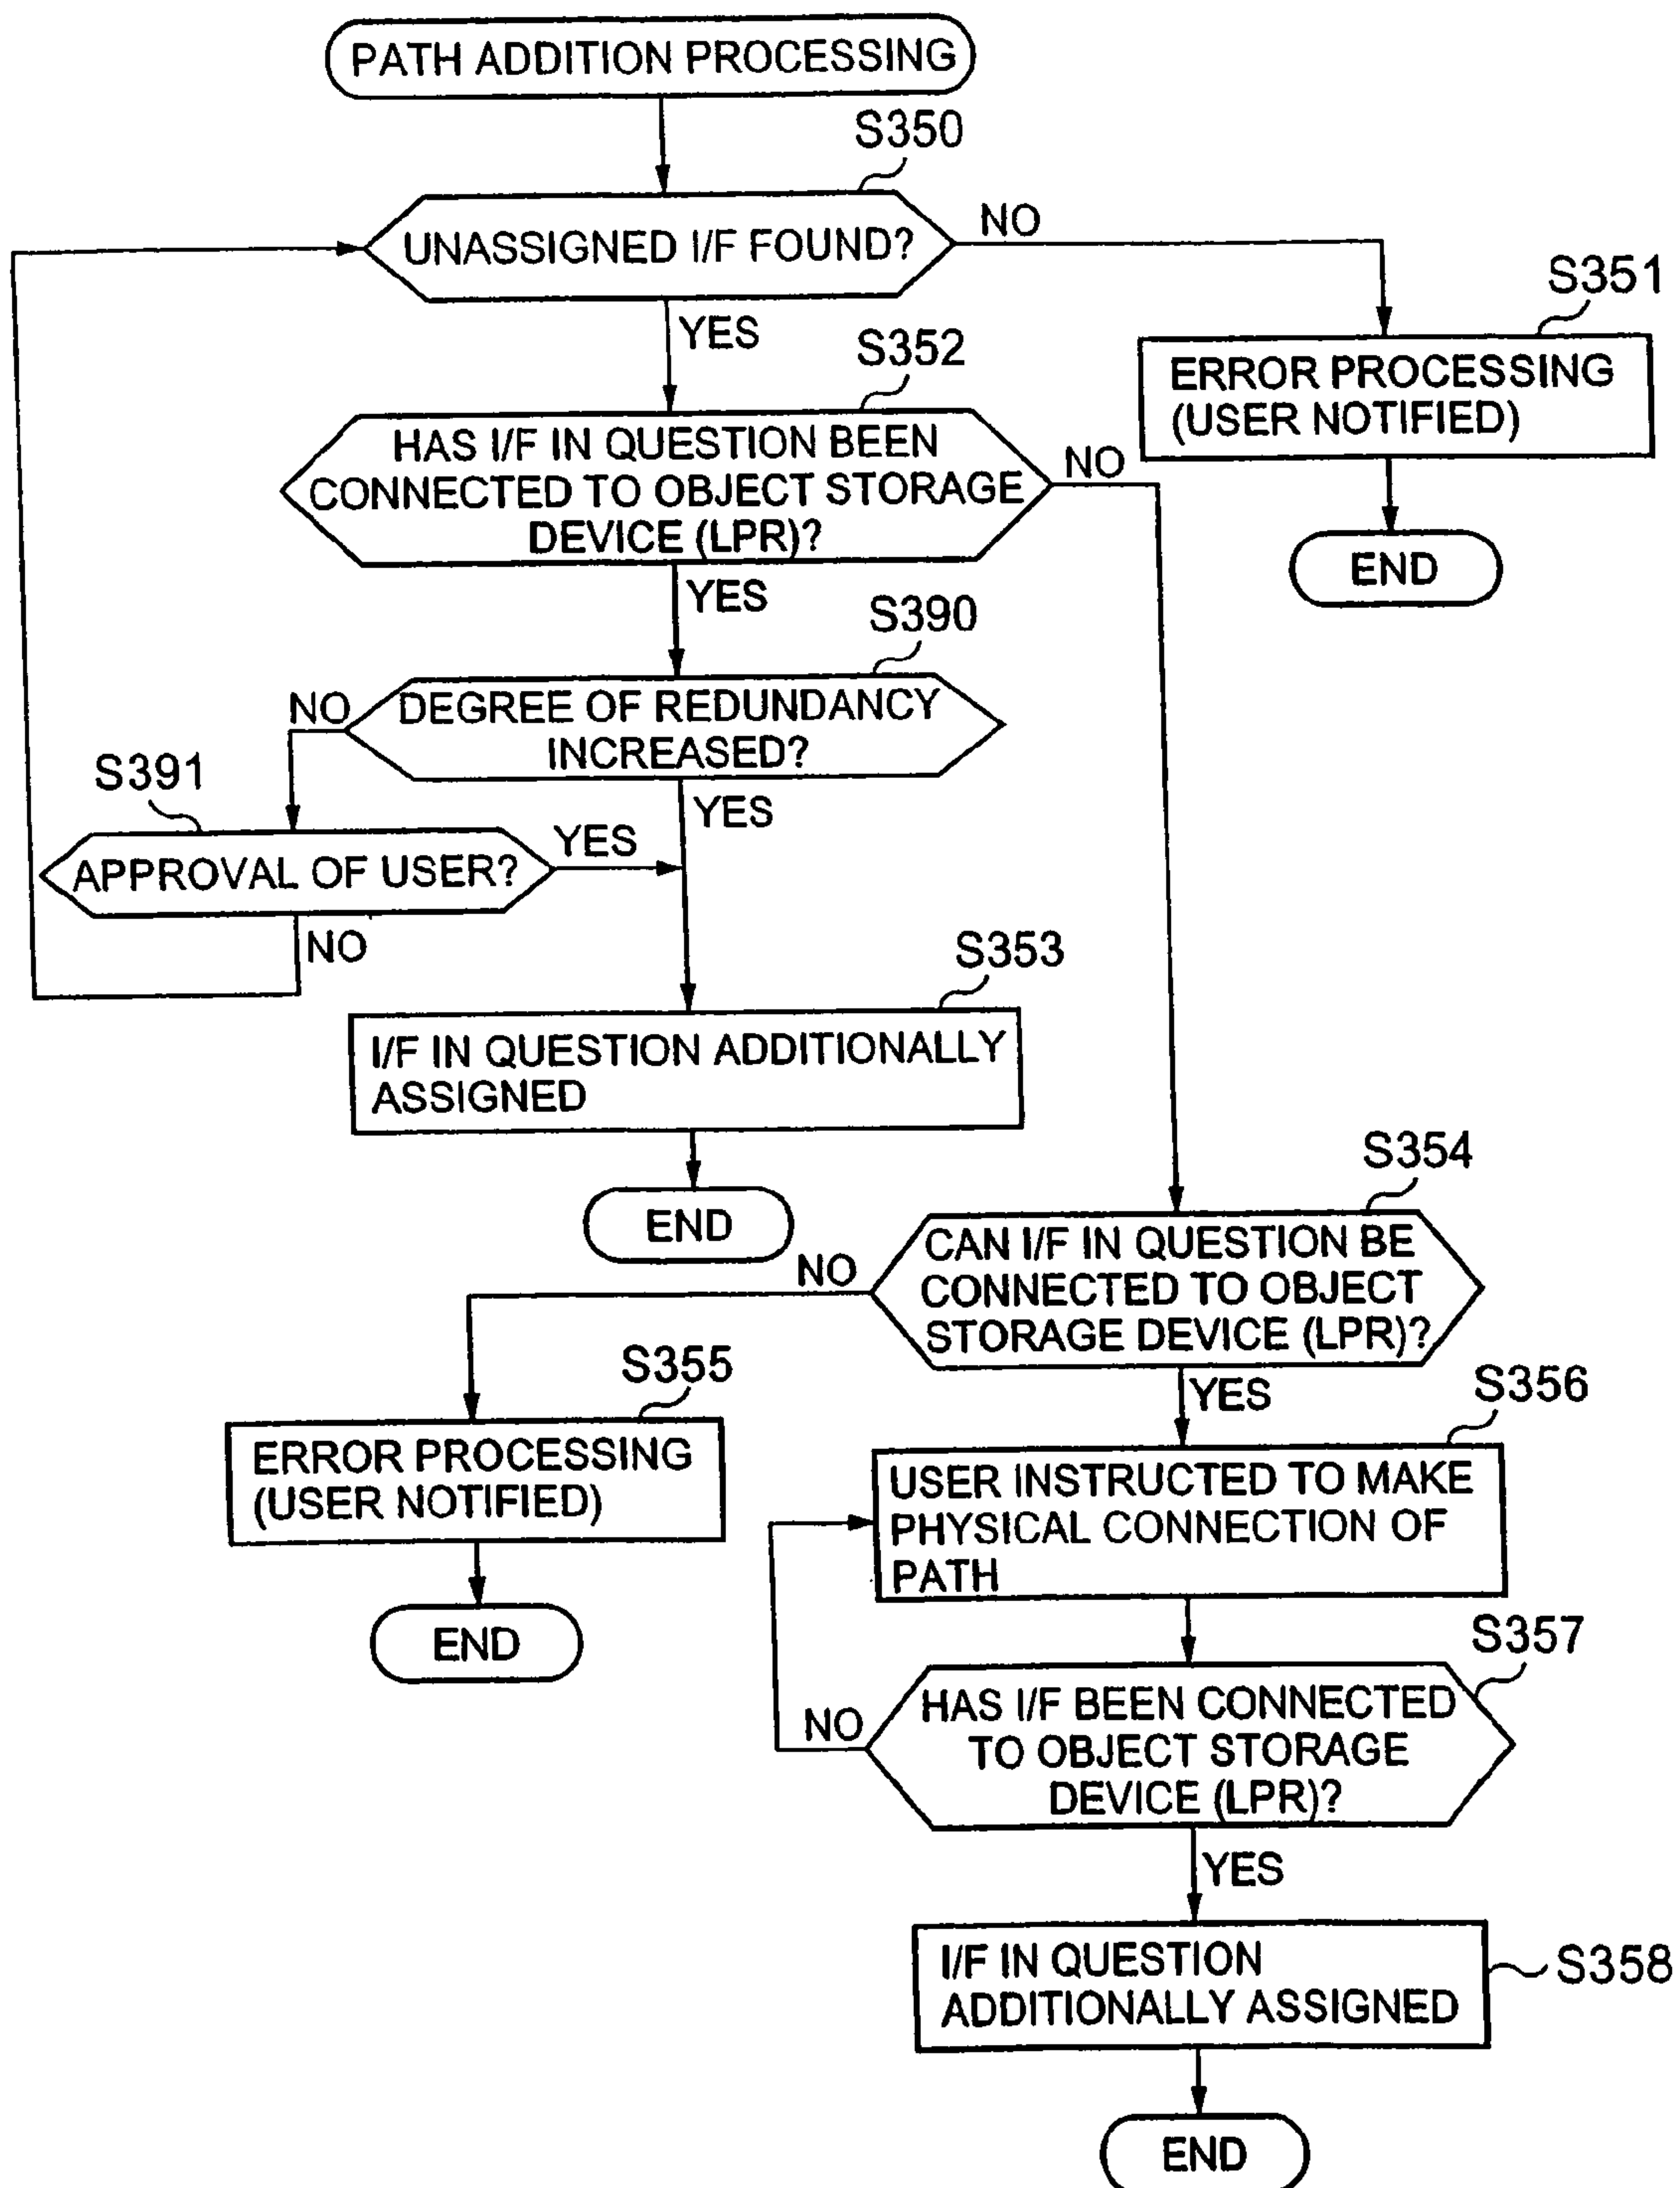 PATH ADDITION PROCESSING
S350
UNASSIGNED I/F FOUND?
NO
YES
S351
ERROR PROCESSING
(USER NOTIFIED)
END
S352
HAS I/F IN QUESTION BEEN
CONNECTED TO OBJECT STORAGE
DEVICE (LPR)?
NO
YES
S390
DEGREE OF REDUNDANCY
INCREASED?
NO
YES
S391
APPROVAL OF USER?
YES
NO
S353
I/F IN QUESTION ADDITIONALLY
ASSIGNED
END
S354
CAN I/F IN QUESTION BE
CONNECTED TO OBJECT
STORAGE DEVICE (LPR)?
NO
YES
S355
ERROR PROCESSING
(USER NOTIFIED)
END
S356
USER INSTRUCTED TO MAKE
PHYSICAL CONNECTION OF
PATH
S357
HAS I/F BEEN CONNECTED
TO OBJECT STORAGE
DEVICE (LPR)?
NO
YES
I/F IN QUESTION
ADDITIONALLY ASSIGNED
S358
END